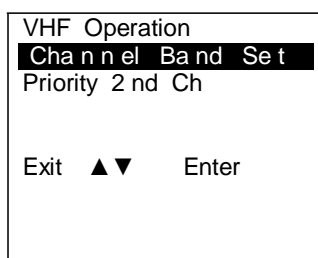 VHF Operation
Channel Band Set
Priority 2nd Ch
Exit ▲▼ Enter